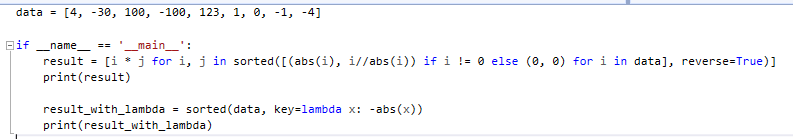 data = [4, -30, 100, -100, 123, 1, 0, -1, -4]
if __name__ == '__main__':
result = [i * j for i, j in sorted([(abs(i), i//abs(i)) if i != 0 else (0, 0) for i in data], reverse=True)]
print(result)
result_with_lambda = sorted(data, key=lambda x: -abs(x))
print(result_with_lambda)